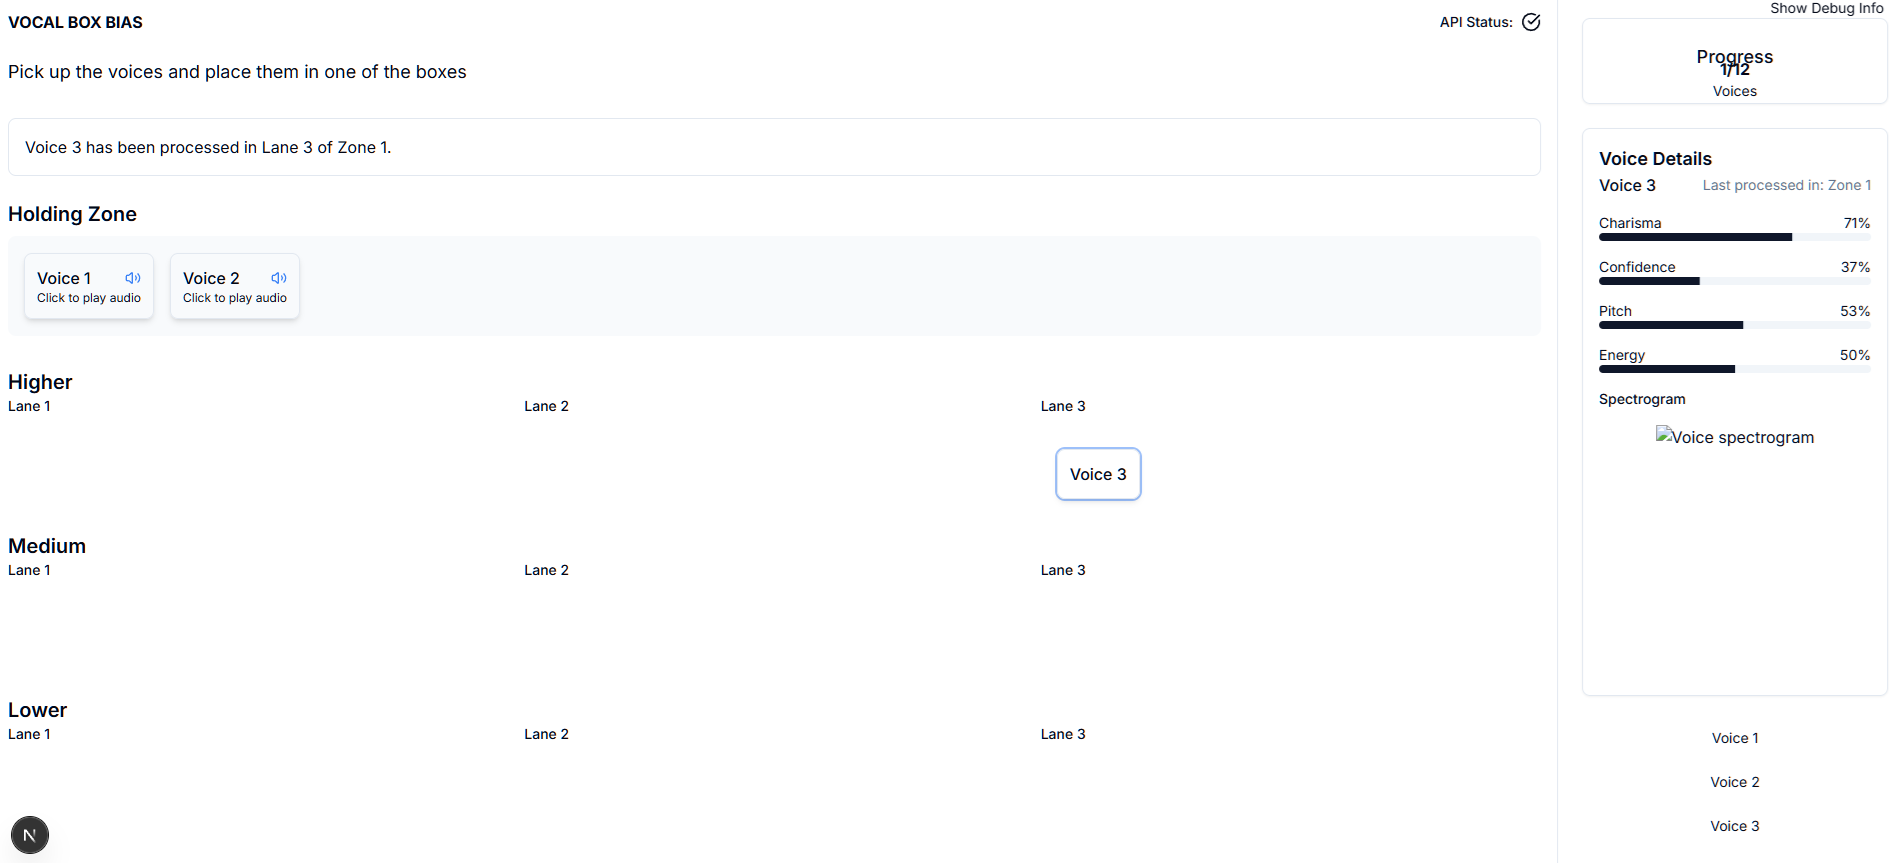 VOCAL BOX BIAS
API Status:
Pick up the voices and place them in one of the boxes
Voice 3 has been processed in Lane 3 of Zone 1.
Holding Zone
Voice 1
Click to play audio
Voice 2
Click to play audio
Higher
Lane 1
Lane 2
Lane 3
Voice 3
Medium
Lane 1
Lane 2
Lane 3
Lower
Lane 1
Lane 2
Lane 3
N
Show Debug Info
Progress
1/12
Voices
Voice Details
Voice 3
Last processed in: Zone 1
Charisma 71%
Confidence 37%
Pitch 53%
Energy 50%
Spectrogram
Voice spectrogram
Voice 1
Voice 2
Voice 3